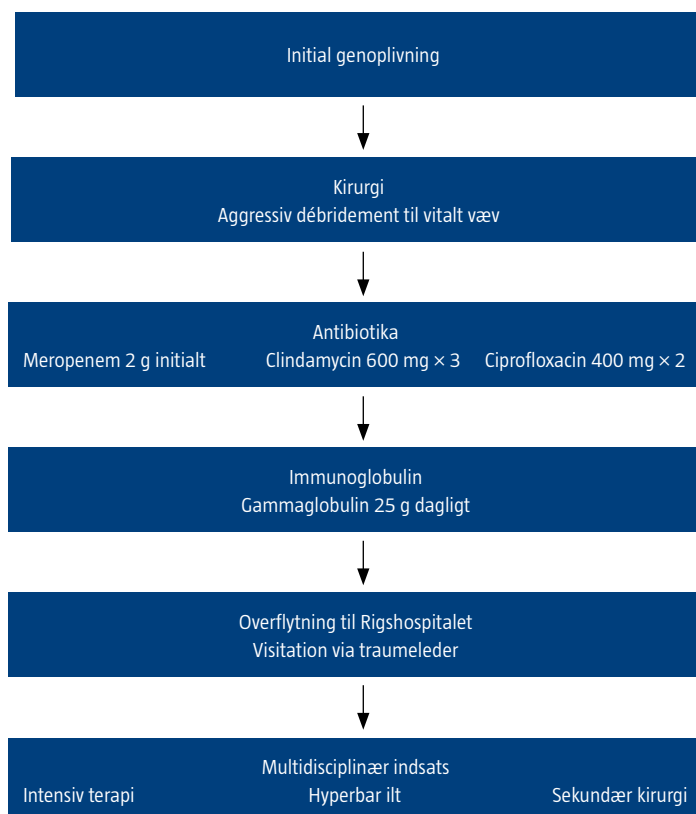 Initial genoplivning
Kirurgi
Aggressiv débridement til vitalt væv
Antibiotika
Meropenem 2 g initialt Clindamycin 600 mg × 3 Ciprofloxacin 400 mg × 2
Immunoglobulin
Gammaglobulin 25 g dagligt
Overflytning til Rigshospitalet
Visitation via traumeleder
Multidisciplinær indsats
Intensiv terapi Hyperbar ilt Sekundær kirurgi